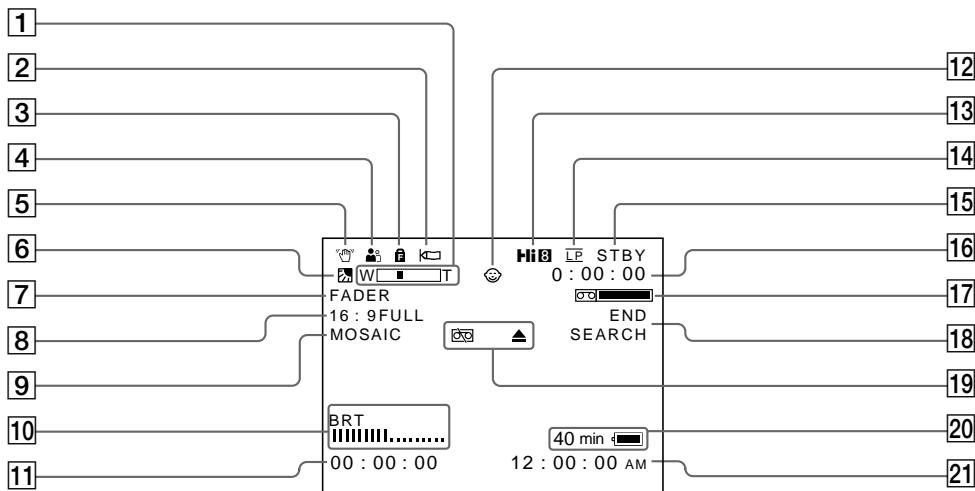 1
2
3
4
5
6
7
8
9
10
11
12
13
14
15
16
17
18
19
20
21
F
Hi8 LP STBY
W T 0 : 00 : 00
FADER
16 : 9FULL END
MOSAIC SEARCH
BRT
40 min
00 : 00 : 00 12 : 00 : 00 AM